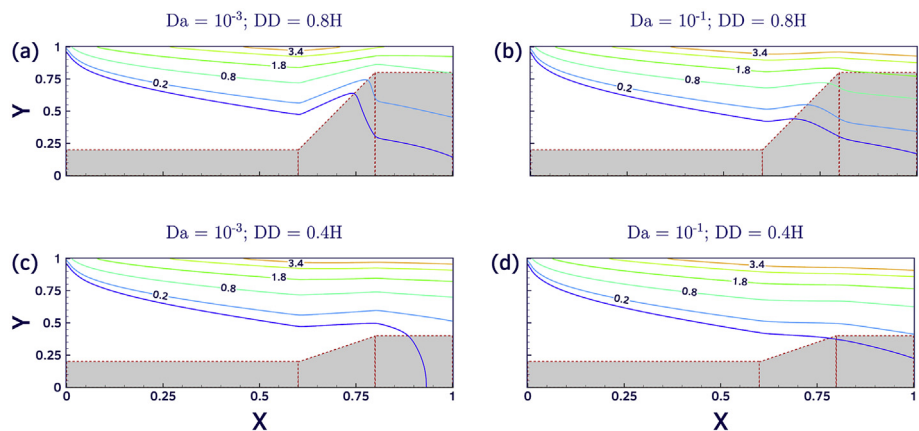 Da = 10⁻³; DD = 0.8H
Da = 10⁻¹; DD = 0.8H
(a)
1
0.75
0.5
0.25
0
Y
3.4
1.8
0.8
0.2
(b)
3.4
1.8
0.8
0.2
Da = 10⁻³; DD = 0.4H
Da = 10⁻¹; DD = 0.4H
(c)
1
0.75
0.5
0.25
0
Y
3.4
1.8
0.8
0.2
(d)
3.4
1.8
0.8
0.2
0 0.25 0.5 0.75 1
X
0 0.25 0.5 0.75 1
X